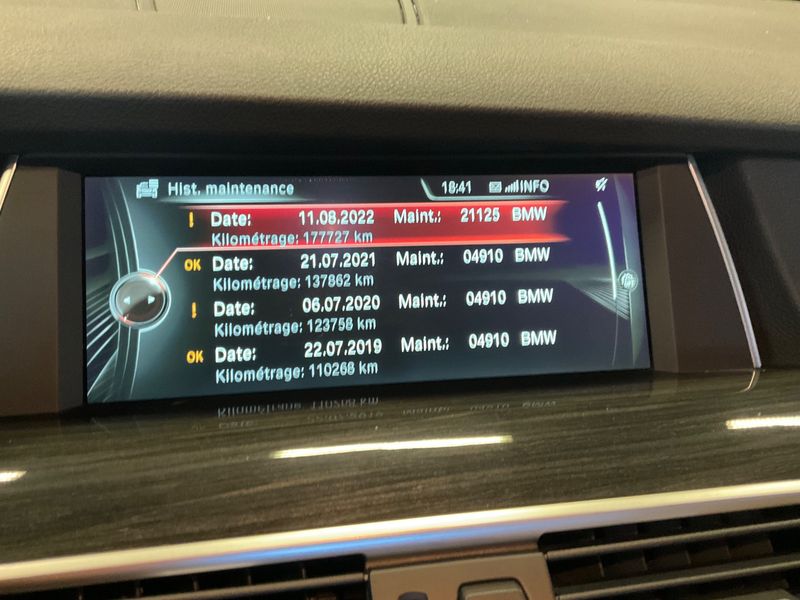 Hist. maintenance 18:41 INFO
! Date: 11.08.2022 Maint.: 21125 BMW
Kilométrage: 177727 km
OK Date: 21.07.2021 Maint.: 04910 BMW
Kilométrage: 137862 km
! Date: 06.07.2020 Maint.: 04910 BMW
Kilométrage: 123758 km
OK Date: 22.07.2019 Maint.: 04910 BMW
Kilométrage: 110268 km